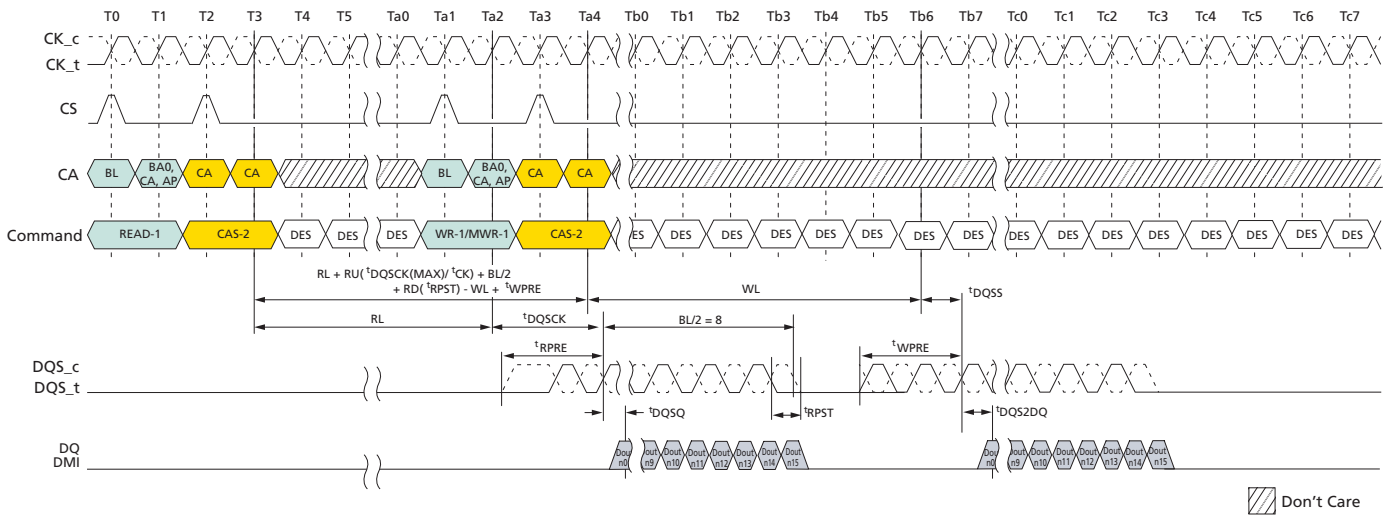 T0 T1 T2 T3 T4 T5 Ta0 Ta1 Ta2 Ta3 Ta4 Tb0 Tb1 Tb2 Tb3 Tb4 Tb5 Tb6 Tb7 Tc0 Tc1 Tc2 Tc3 Tc4 Tc5 Tc6 Tc7
CK_c
CK_t
CS
CA BL BA0, CA, AP CA CA BL BA0, CA, AP CA CA
Command READ-1 CAS-2 DES DES DES WR-1/MWR-1 CAS-2 DES DES DES DES DES DES DES DES DES DES DES DES DES DES DES DES
RL + RU( tDQSCK(MAX)/ tCK) + BL/2
+ RD( tRPST) - WL + tWPRE
WL
tDQSS
RL
tDQSCK
BL/2 = 8
tRPRE
tWPRE
DQS_c
DQS_t
tDQSQ
tRPST
tDQS2DQ
DQ
DMI
Dout n0 Dout n9 Dout n10 Dout n11 Dout n12 Dout n13 Dout n14 Dout n15 Dout n0 Dout n9 Dout n10 Dout n11 Dout n12 Dout n13 Dout n14 Dout n15
Don't Care